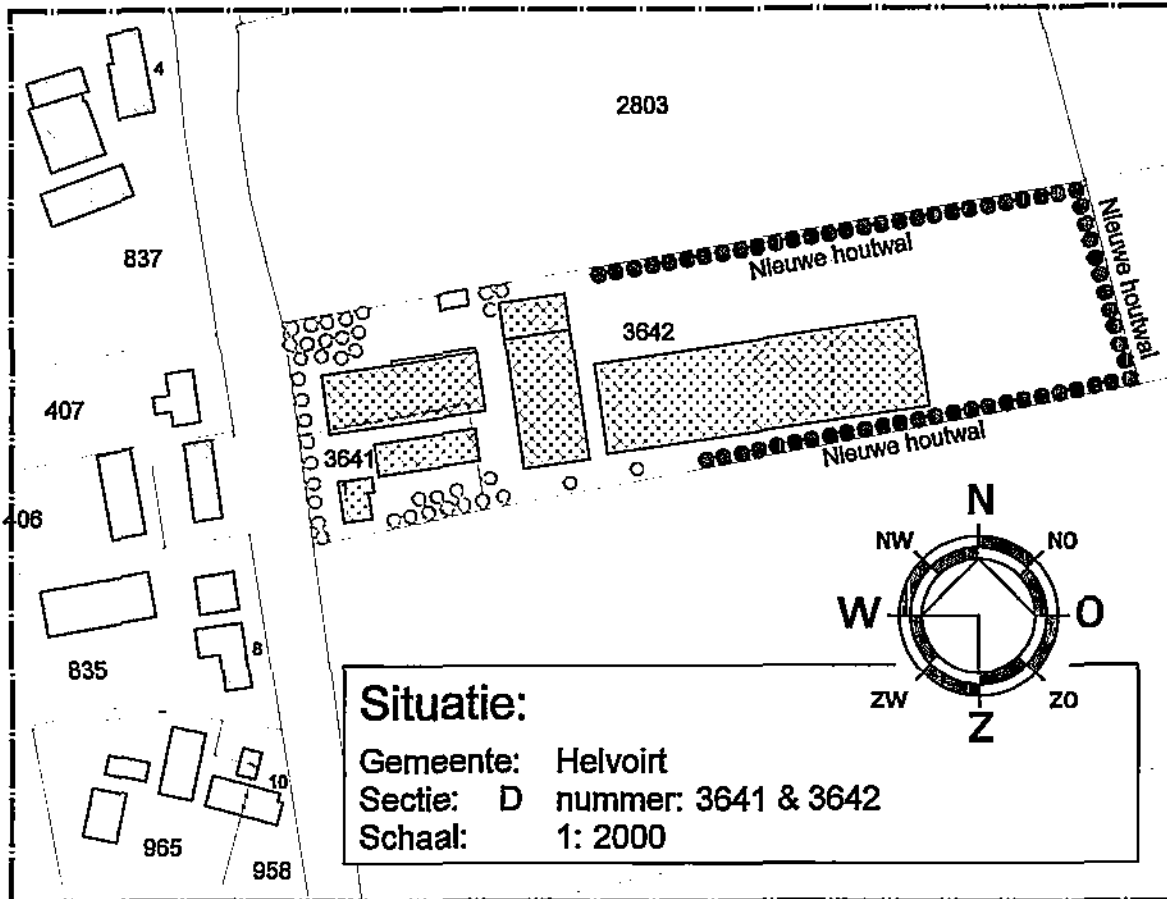 4
2803
837
Nieuwe houtwal
Nieuwe houtwal
3642
407
3641
Nieuwe houtwal
406
N
NW
NO
W
O
ZW
ZO
Z
8
835
Situatie:
Gemeente: Helvoirt
Sectie: D nummer: 3641 & 3642
Schaal: 1: 2000
10
965
958